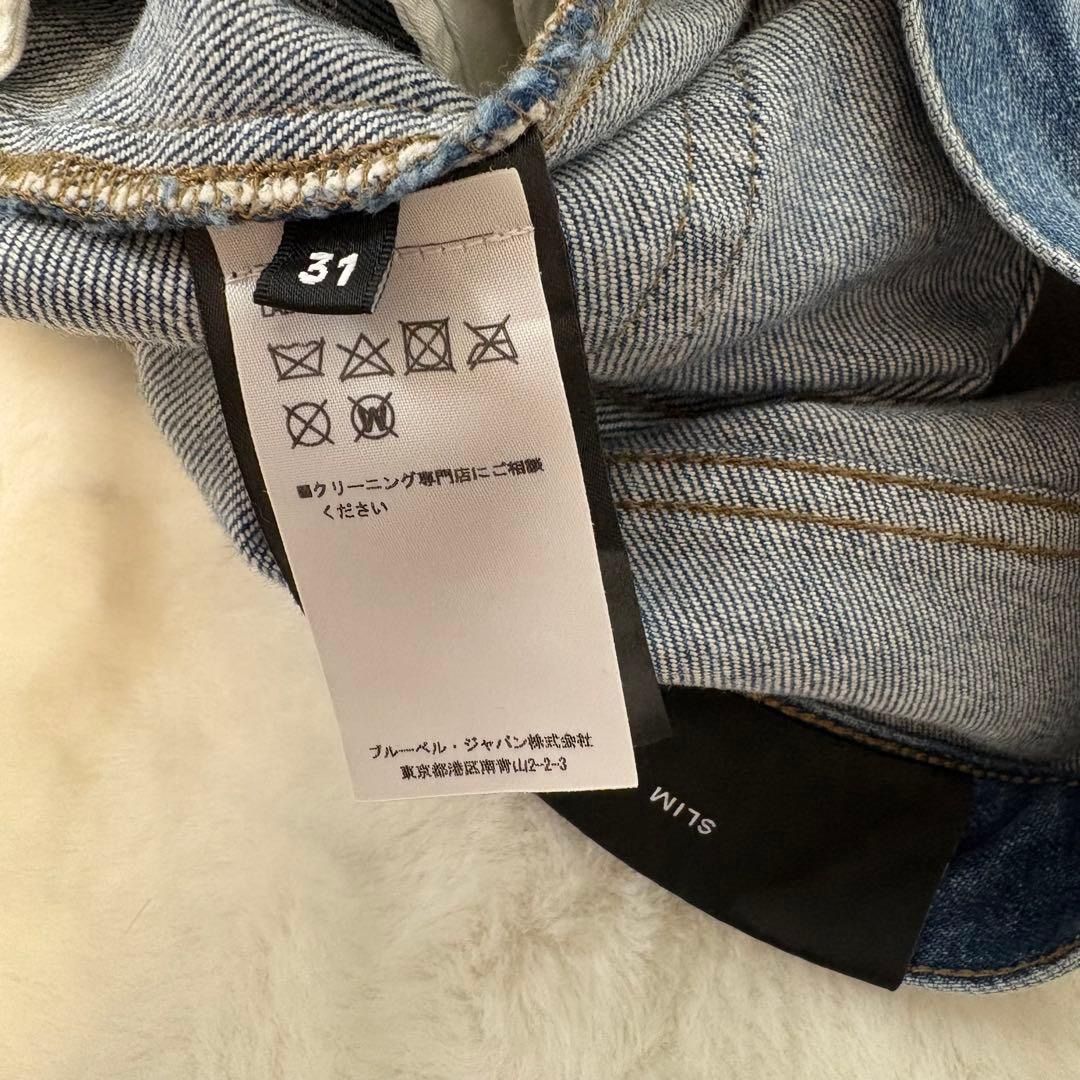 31
■クリーニング専門店にご相談
ください
ブルーベル・ジャパン株式会社
東京都港区南青山2-2-3
SLIM